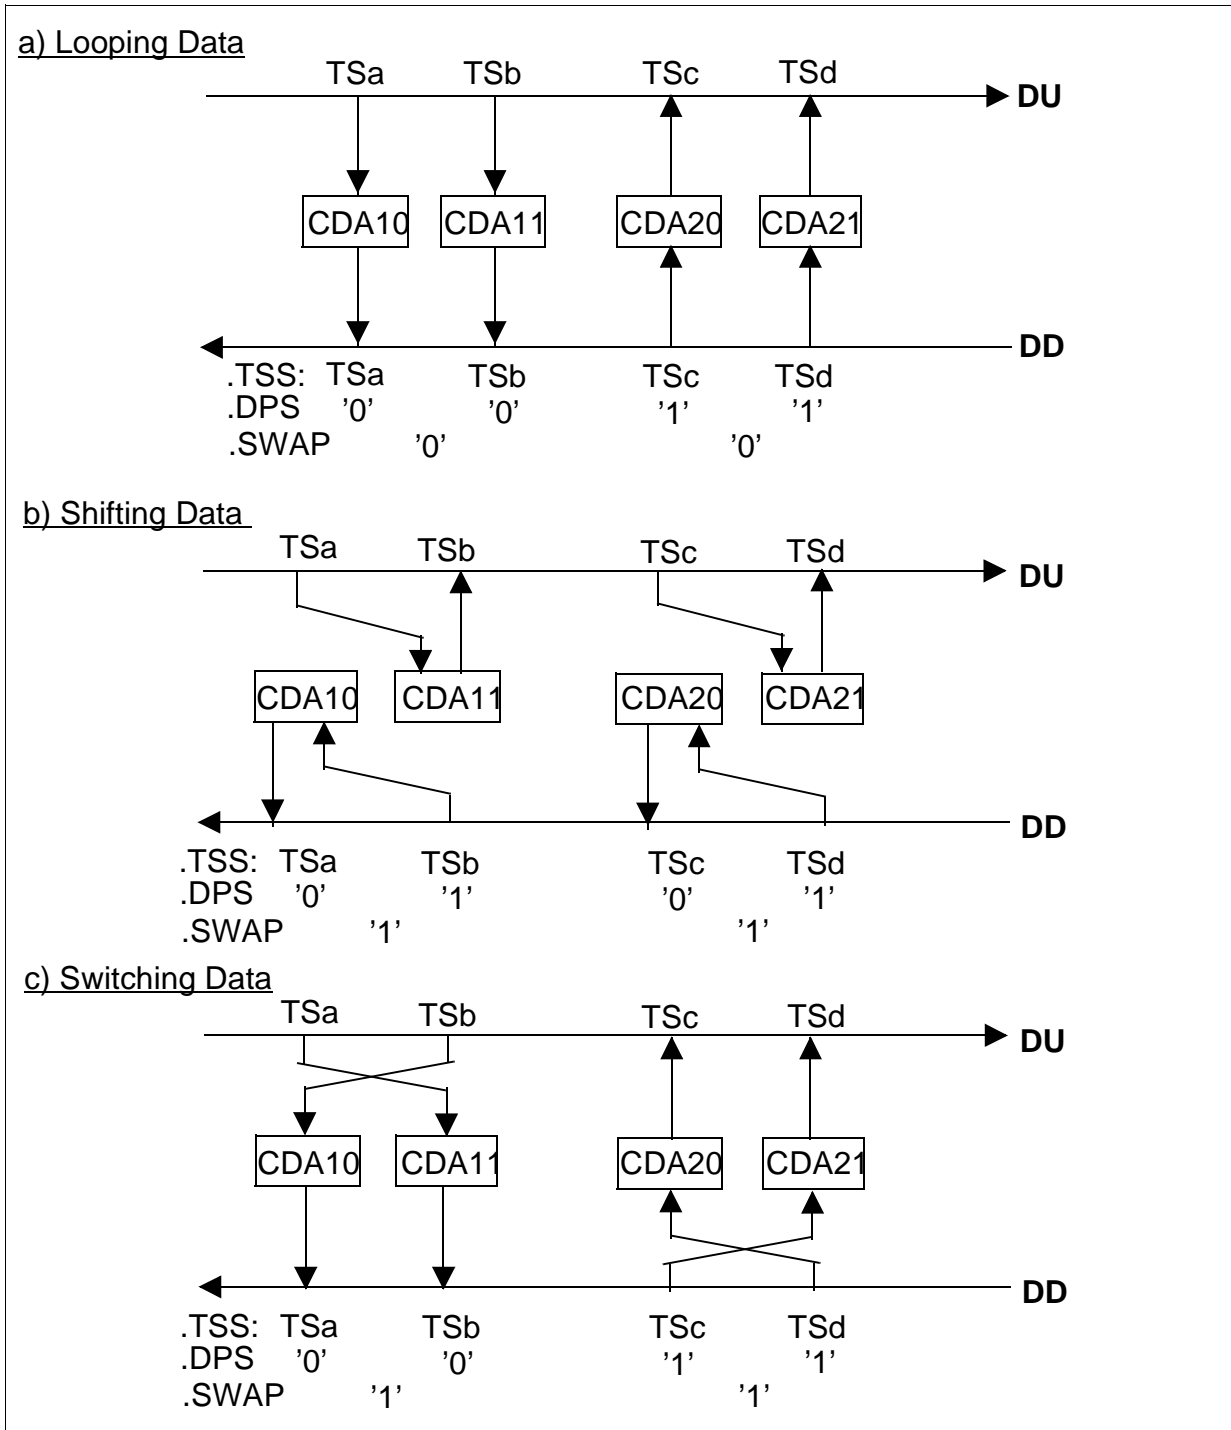 a) Looping Data
TSa TSb TSc TSd
DU
CDA10 CDA11 CDA20 CDA21
DD
.TSS: TSa TSb TSc TSd
.DPS ’0’ ’0’ ’1’ ’1’
.SWAP ’0’ ’0’
b) Shifting Data
TSa TSb TSc TSd
DU
CDA10 CDA11 CDA20 CDA21
DD
.TSS: TSa TSb TSc TSd
.DPS ’0’ ’1’ ’0’ ’1’
.SWAP ’1’ ’1’
c) Switching Data
TSa TSb TSc TSd
DU
CDA10 CDA11 CDA20 CDA21
DD
.TSS: TSa TSb TSc TSd
.DPS ’0’ ’0’ ’1’ ’1’
.SWAP ’1’ ’1’